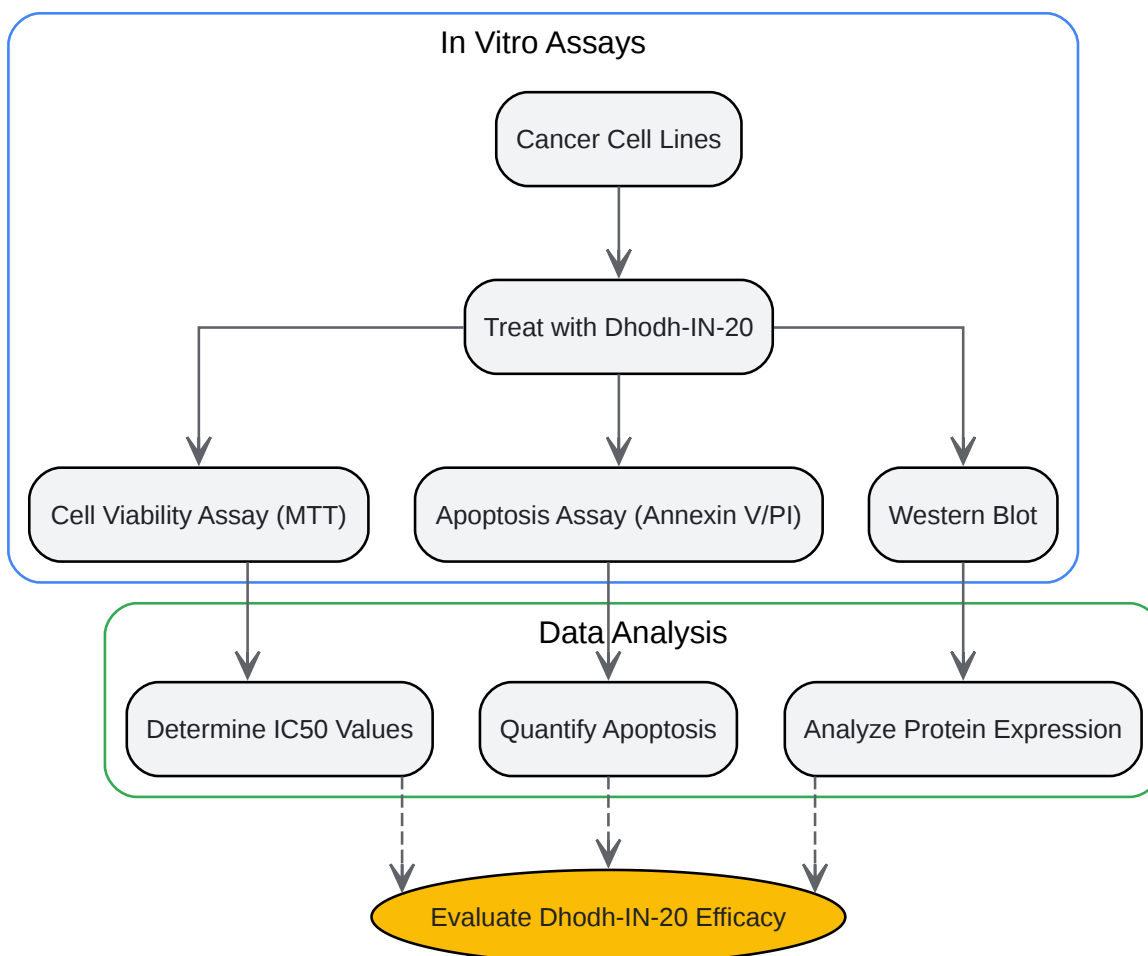 In Vitro Assays
Cancer Cell Lines
Treat with Dhodh-IN-20
Cell Viability Assay (MTT)
Apoptosis Assay (Annexin V/PI)
Western Blot
Data Analysis
Determine IC50 Values
Quantify Apoptosis
Analyze Protein Expression
Evaluate Dhodh-IN-20 Efficacy